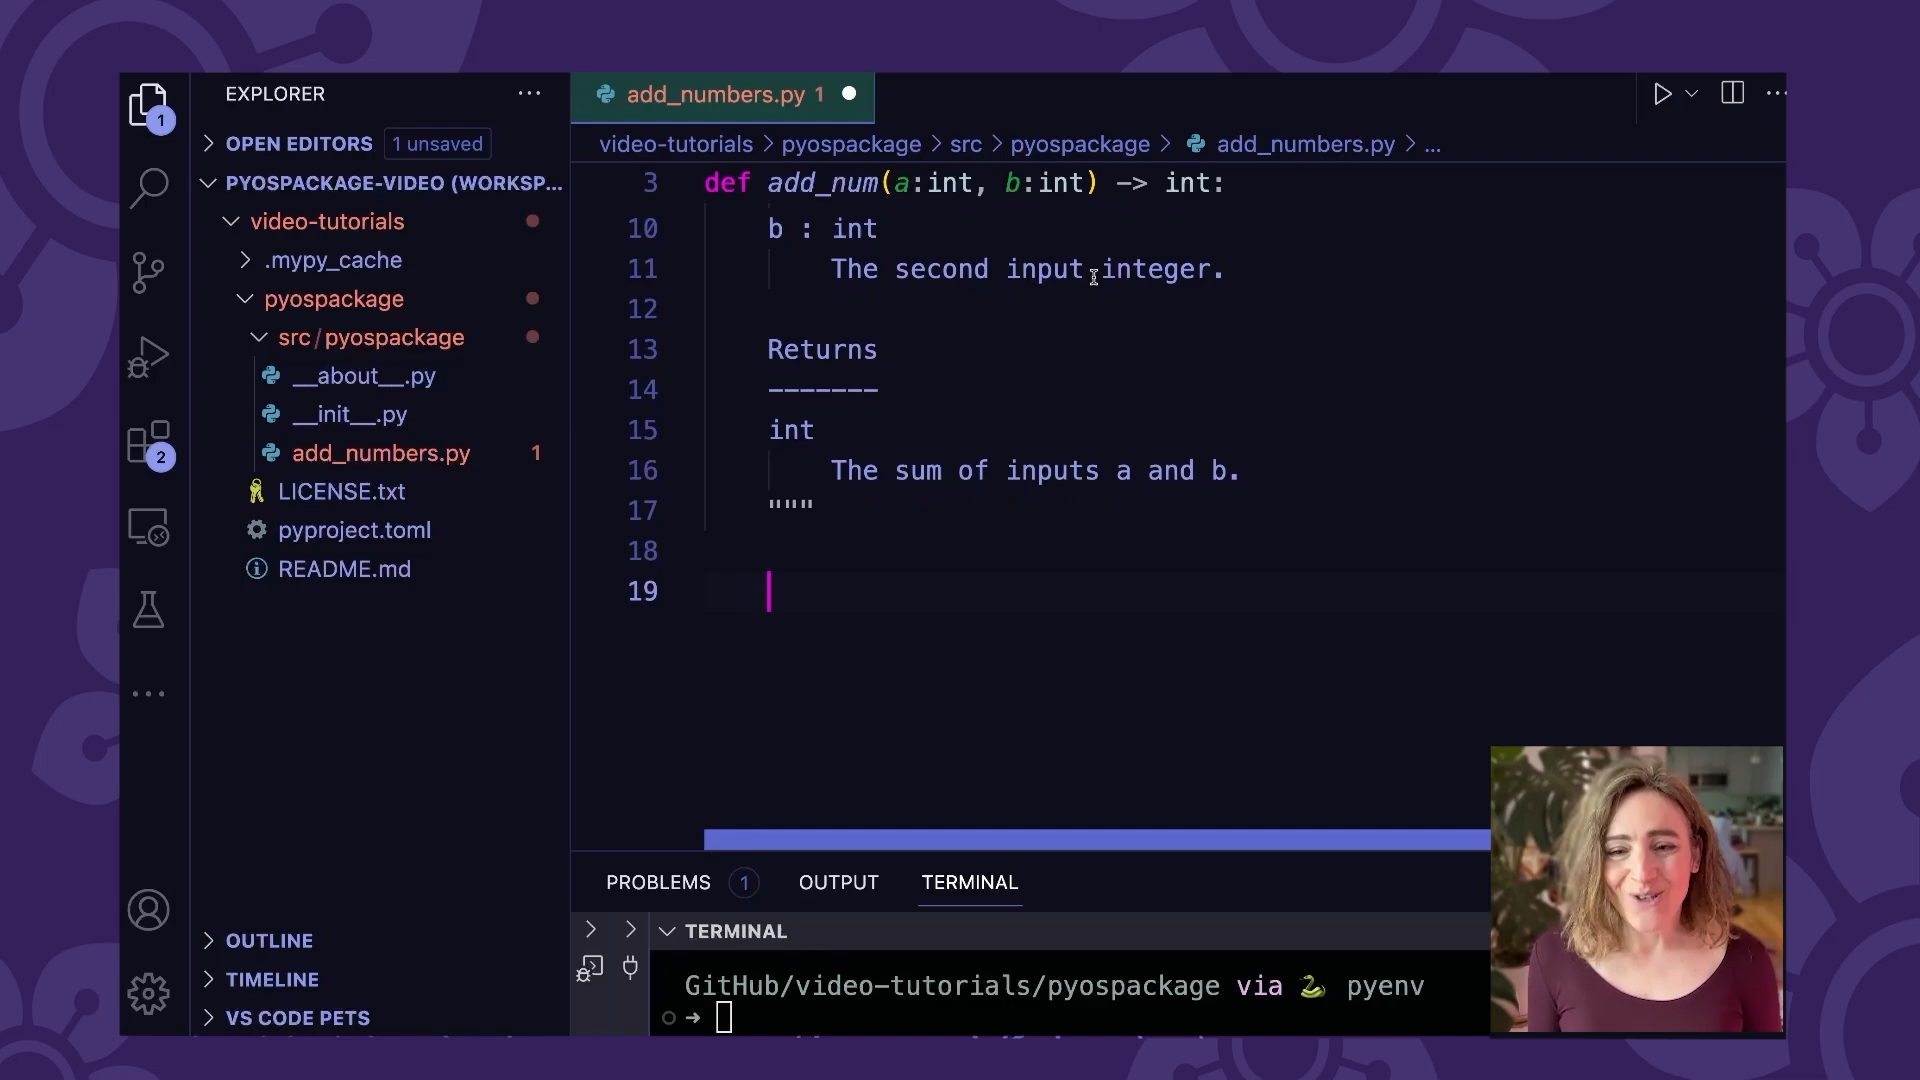 EXPLORER
OPEN EDITORS 1 unsaved
PYOSPACKAGE-VIDEO (WORKSP...
video-tutorials
.mypy_cache
pyospackage
src/pyospackage
__about__.py
__init__.py
add_numbers.py 1
LICENSE.txt
pyproject.toml
README.md
OUTLINE
TIMELINE
VS CODE PETS
1
2
add_numbers.py 1
video-tutorials > pyospackage > src > pyospackage > add_numbers.py > ...
3 def add_num(a:int, b:int) -> int:
10 b : int
11 The second input integer.
12
13 Returns
14 -------
15 int
16 The sum of inputs a and b.
17 """
18
19
PROBLEMS 1 OUTPUT TERMINAL
TERMINAL
GitHub/video-tutorials/pyospackage via 🐍 pyenv
➜